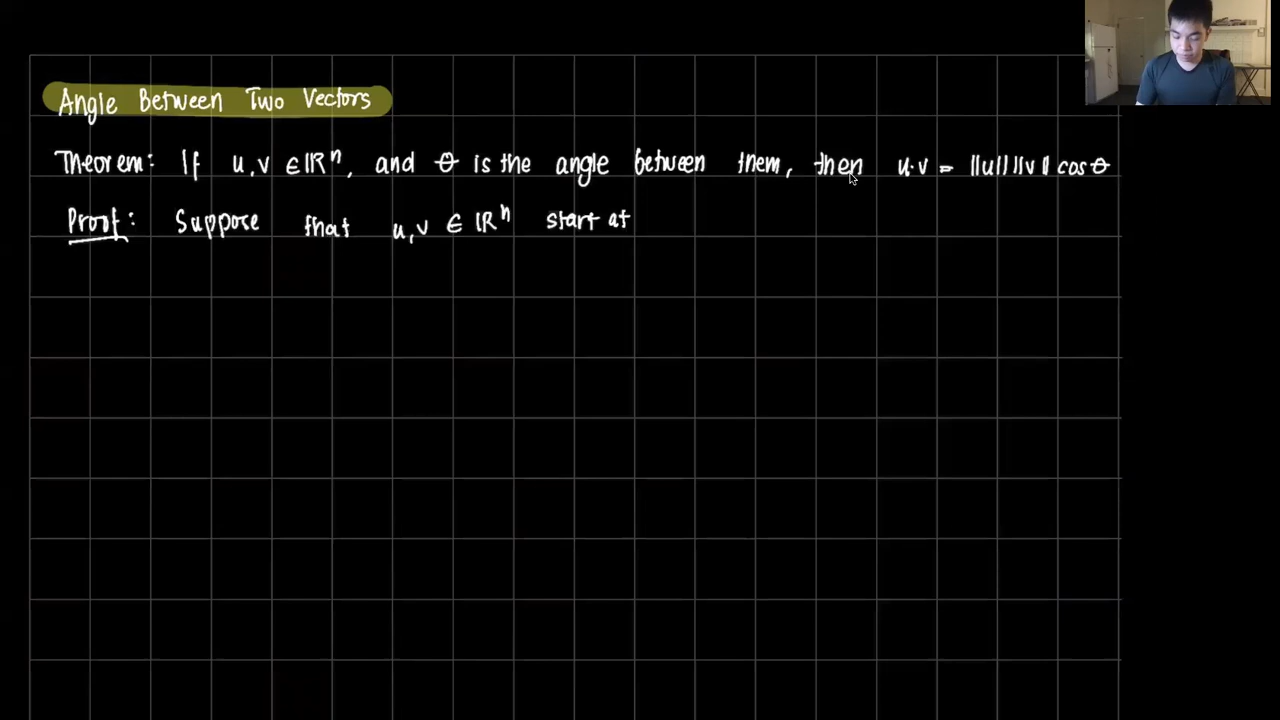 Angle Between Two Vectors
Theorem: If u,v ∈ ℝⁿ, and θ is the angle between them, then u·v = ||u|| ||v|| cos θ
Proof: Suppose that u,v ∈ ℝⁿ start at